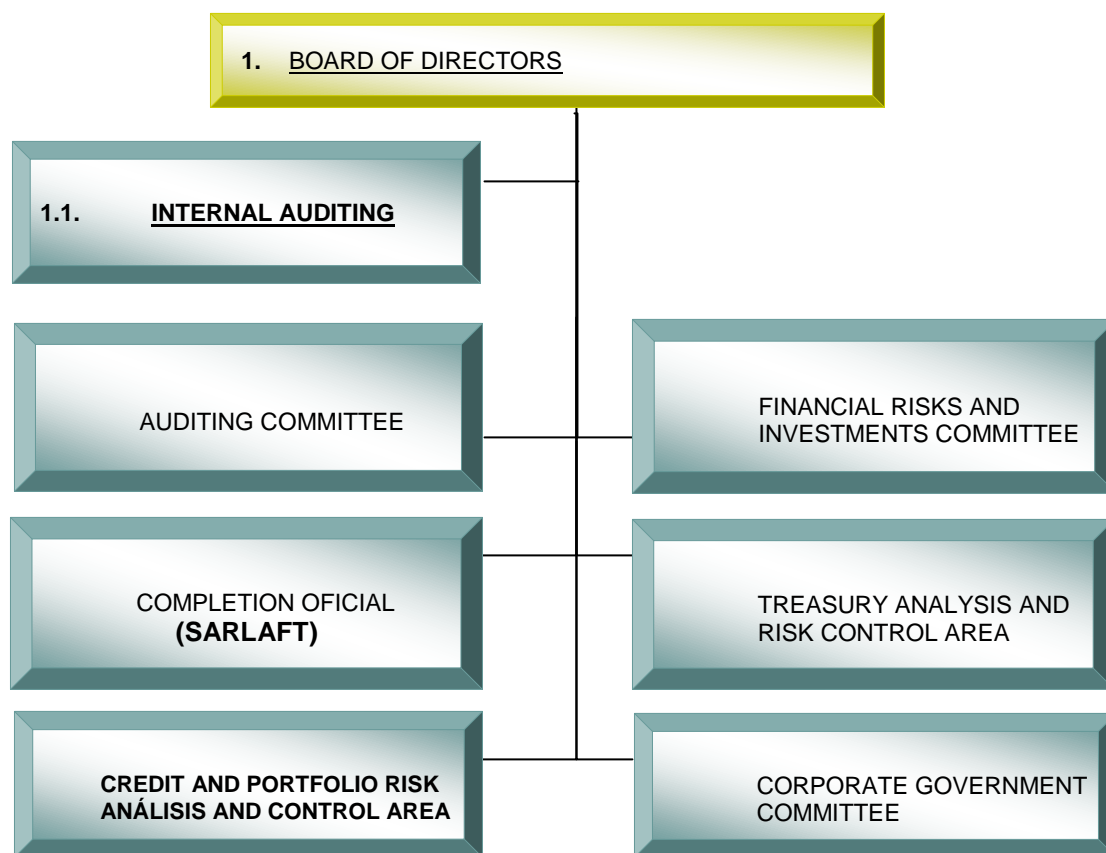 1. BOARD OF DIRECTORS
1.1. INTERNAL AUDITING
AUDITING COMMITTEE
FINANCIAL RISKS AND
INVESTMENTS COMMITTEE
COMPLETION OFICIAL
(SARLAFT)
TREASURY ANALYSIS AND
RISK CONTROL AREA
CREDIT AND PORTFOLIO RISK
ANÁLISIS AND CONTROL AREA
CORPORATE GOVERNMENT
COMMITTEE